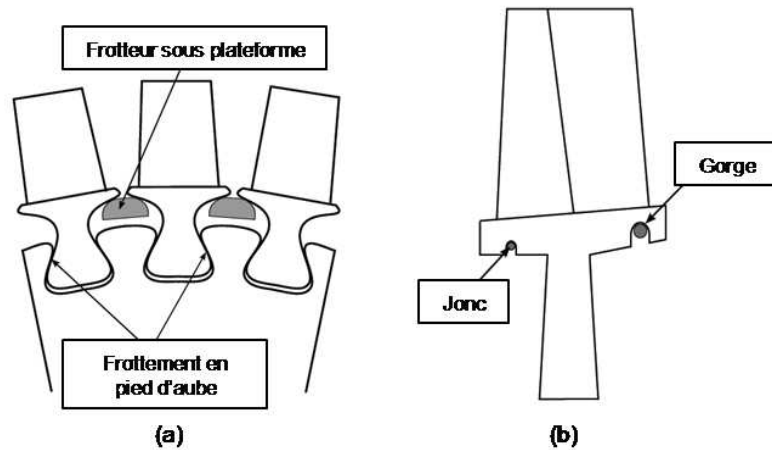 Frotteur sous plateforme
Frottement en
pied d'aube
(a)
Gorge
Jonc
(b)